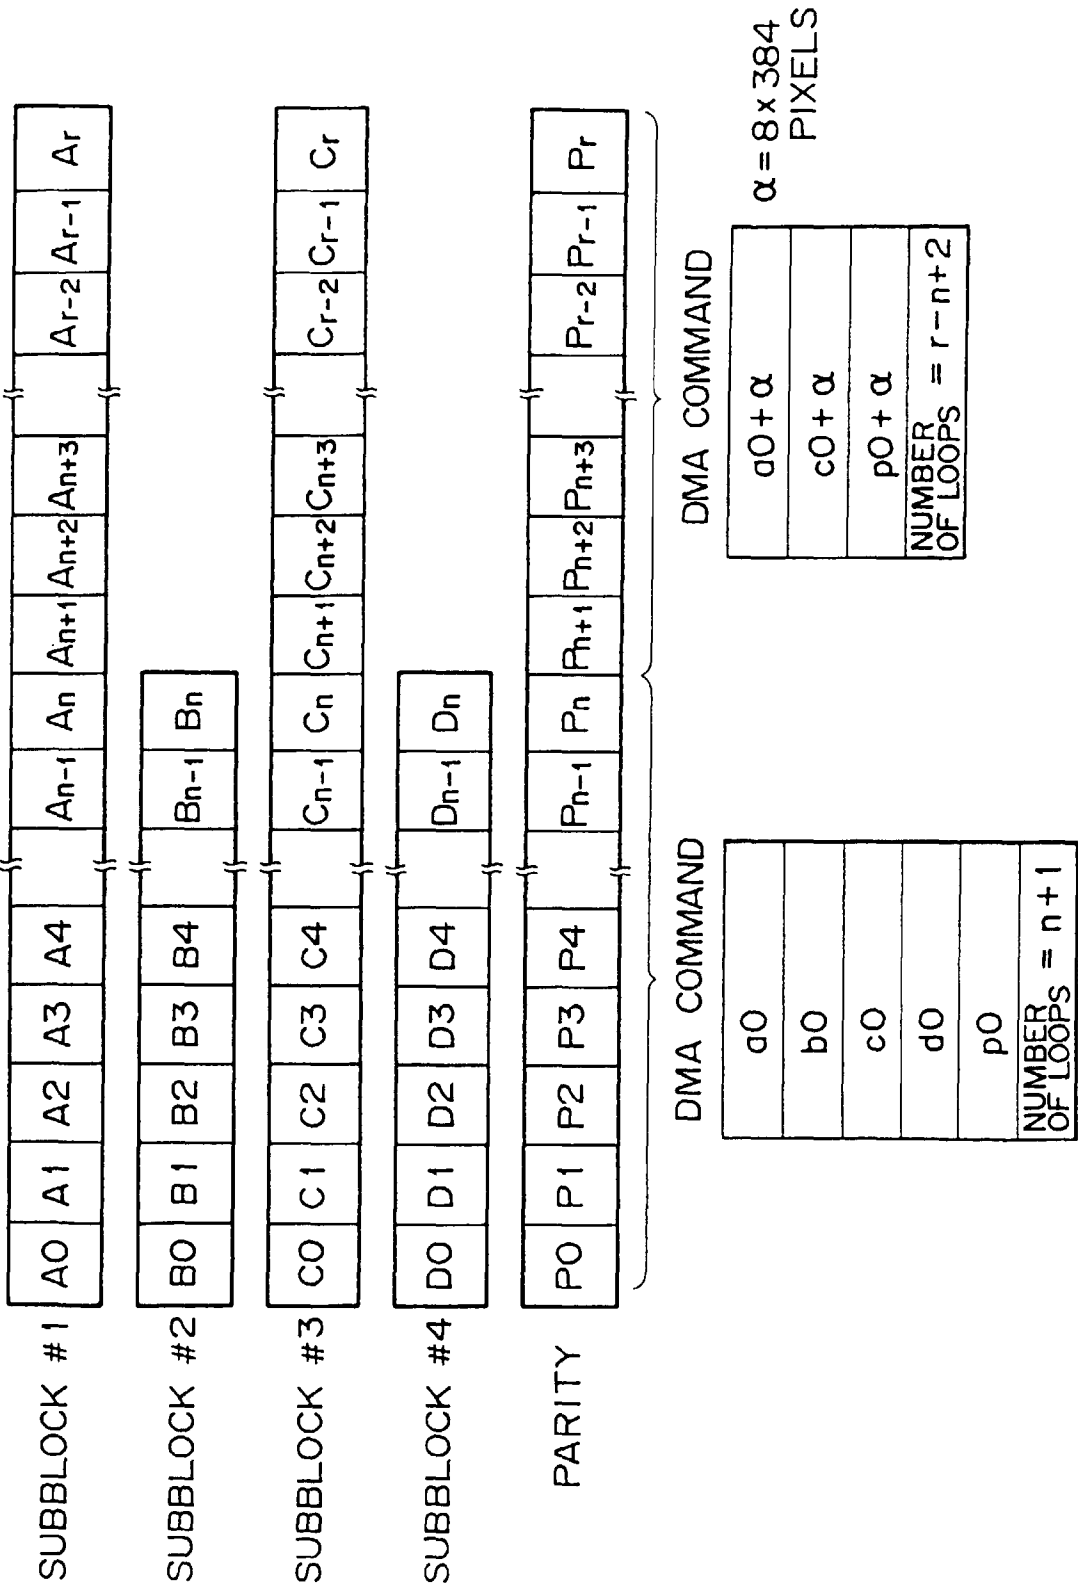 SUBBLOCK #1 A0 A1 A2 A3 A4 An-1 An An+1 An+2 An+3 Ar-2 Ar-1 Ar
SUBBLOCK #2 B0 B1 B2 B3 B4 Bn-1 Bn
SUBBLOCK #3 C0 C1 C2 C3 C4 Cn-1 Cn Cn+1 Cn+2 Cn+3 Cr-2 Cr-1 Cr
SUBBLOCK #4 D0 D1 D2 D3 D4 Dn-1 Dn
PARITY P0 P1 P2 P3 P4 Pn-1 Pn Pn+1 Pn+2 Pn+3 Pr-2 Pr-1 Pr
DMA COMMAND
a0
b0
c0
d0
p0
NUMBER
OF LOOPS = n+1
DMA COMMAND
a0+α
c0+α
p0+α
NUMBER
OF LOOPS = r-n+2
α=8x384
PIXELS